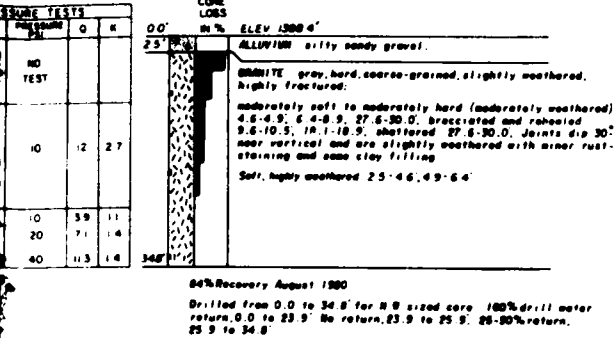 SSURE TESTS
PRESSURE PSI Q K
NO TEST
10 12 2.7
10 3.9 1.1
20 7.1 1.4
40 11.3 1.4
CORE LOSS IN %
0.0' ELEV 1388.4'
2.5' ALLUVIUM silty sandy gravel.
GRANITE gray, hard, coarse-grained, slightly weathered,
highly fractured;
moderately soft to moderately hard (moderately weathered)
4.6-4.9', 6.4-8.9', 27.6-30.0', brecciated and rehealed
9.6-10.5', 18.9', shattered 27.6-30.0'. Joints dip 30°
near vertical and are slightly weathered with minor rust-
staining and some clay filling
Soft, highly weathered 2.5-4.6', 4.9-6.4'
34.8'
84% Recovery August 1980
Drilled from 0.0 to 34.8' for N sized core 100% drill water
return, 0.0 to 23.9' No return, 23.9 to 25.9' 26-90% return,
25.9 to 34.8'